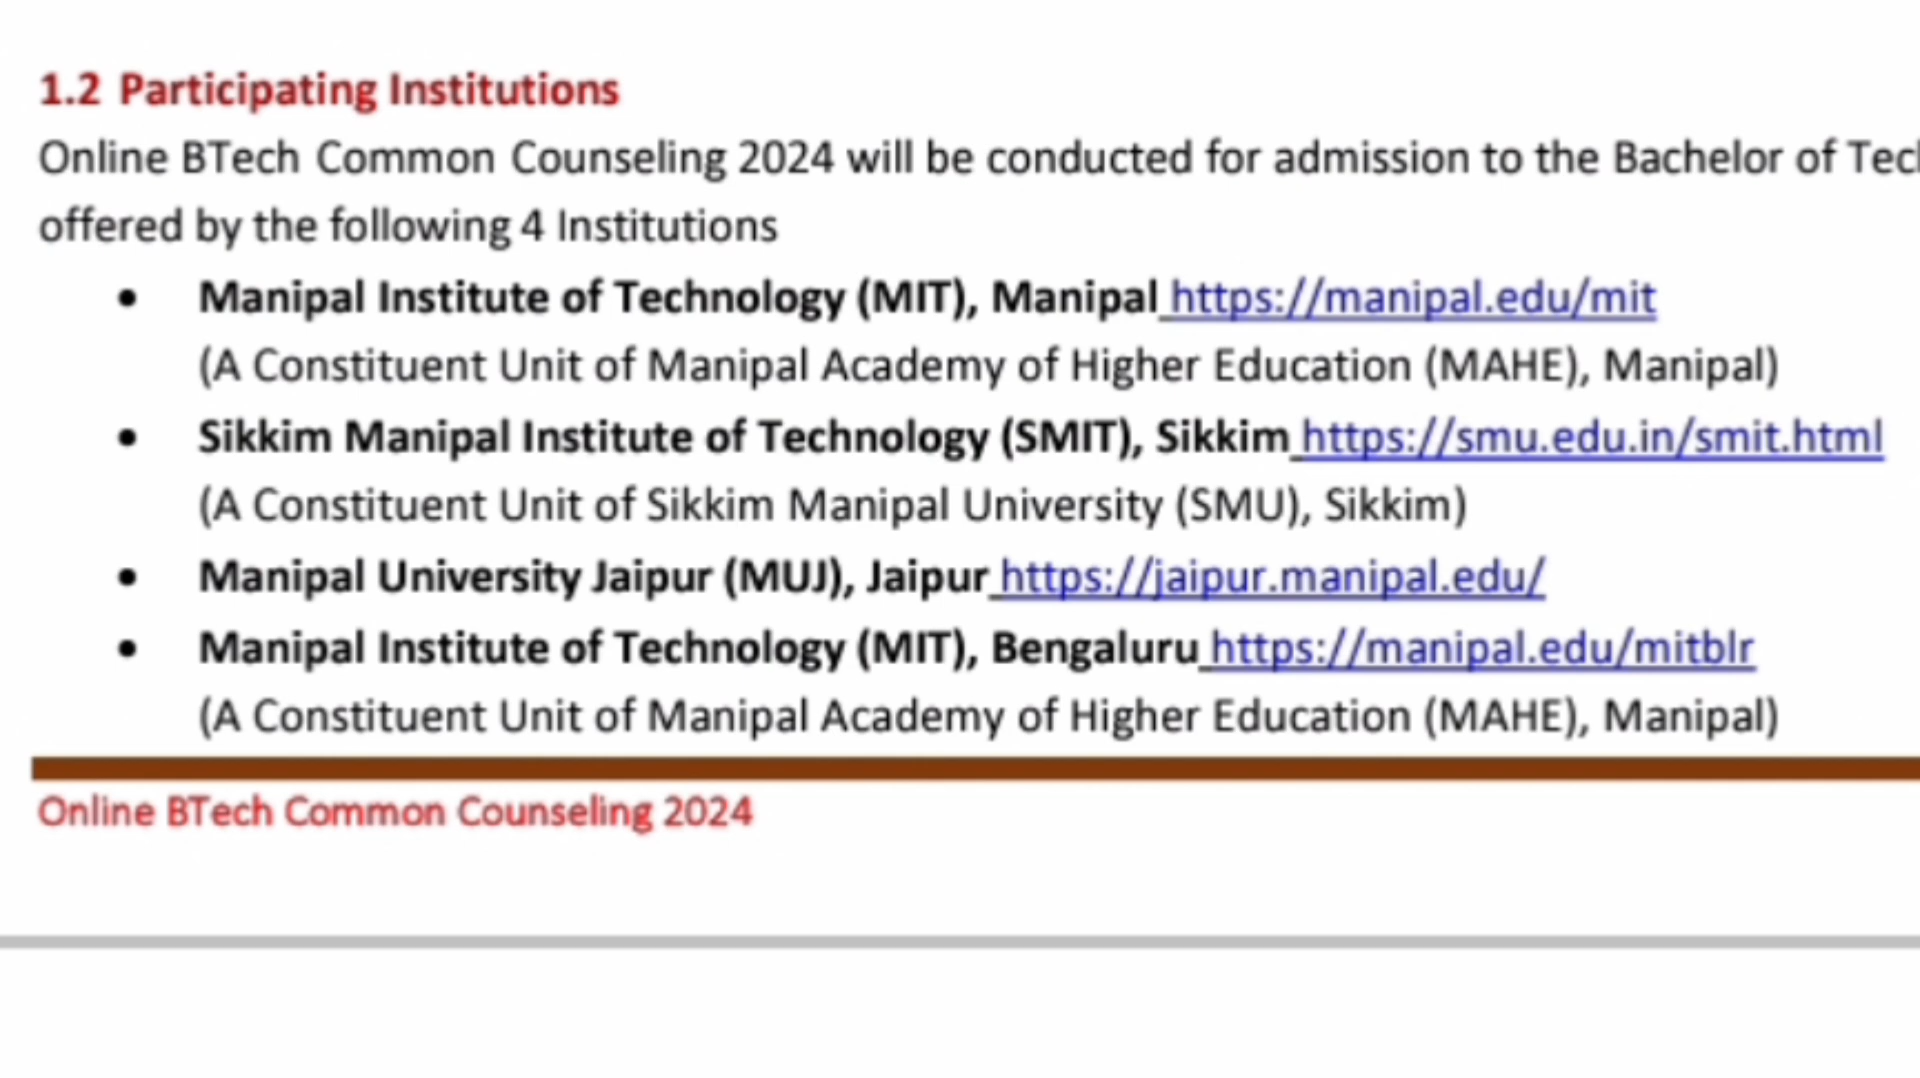 1.2 Participating Institutions
Online BTech Common Counseling 2024 will be conducted for admission to the Bachelor of
offered by the following 4 Institutions
• Manipal Institute of Technology (MIT), Manipal https://manipal.edu/mit
(A Constituent Unit of Manipal Academy of Higher Education (MAHE), Manipal)
• Sikkim Manipal Institute of Technology (SMIT), Sikkim https://smu.edu.in/smit.html
(A Constituent Unit of Sikkim Manipal University (SMU), Sikkim)
• Manipal University Jaipur (MUJ), Jaipur https://jaipur.manipal.edu/
• Manipal Institute of Technology (MIT), Bengaluru https://manipal.edu/mitblr
(A Constituent Unit of Manipal Academy of Higher Education (MAHE), Manipal)
Online BTech Common Counseling 2024